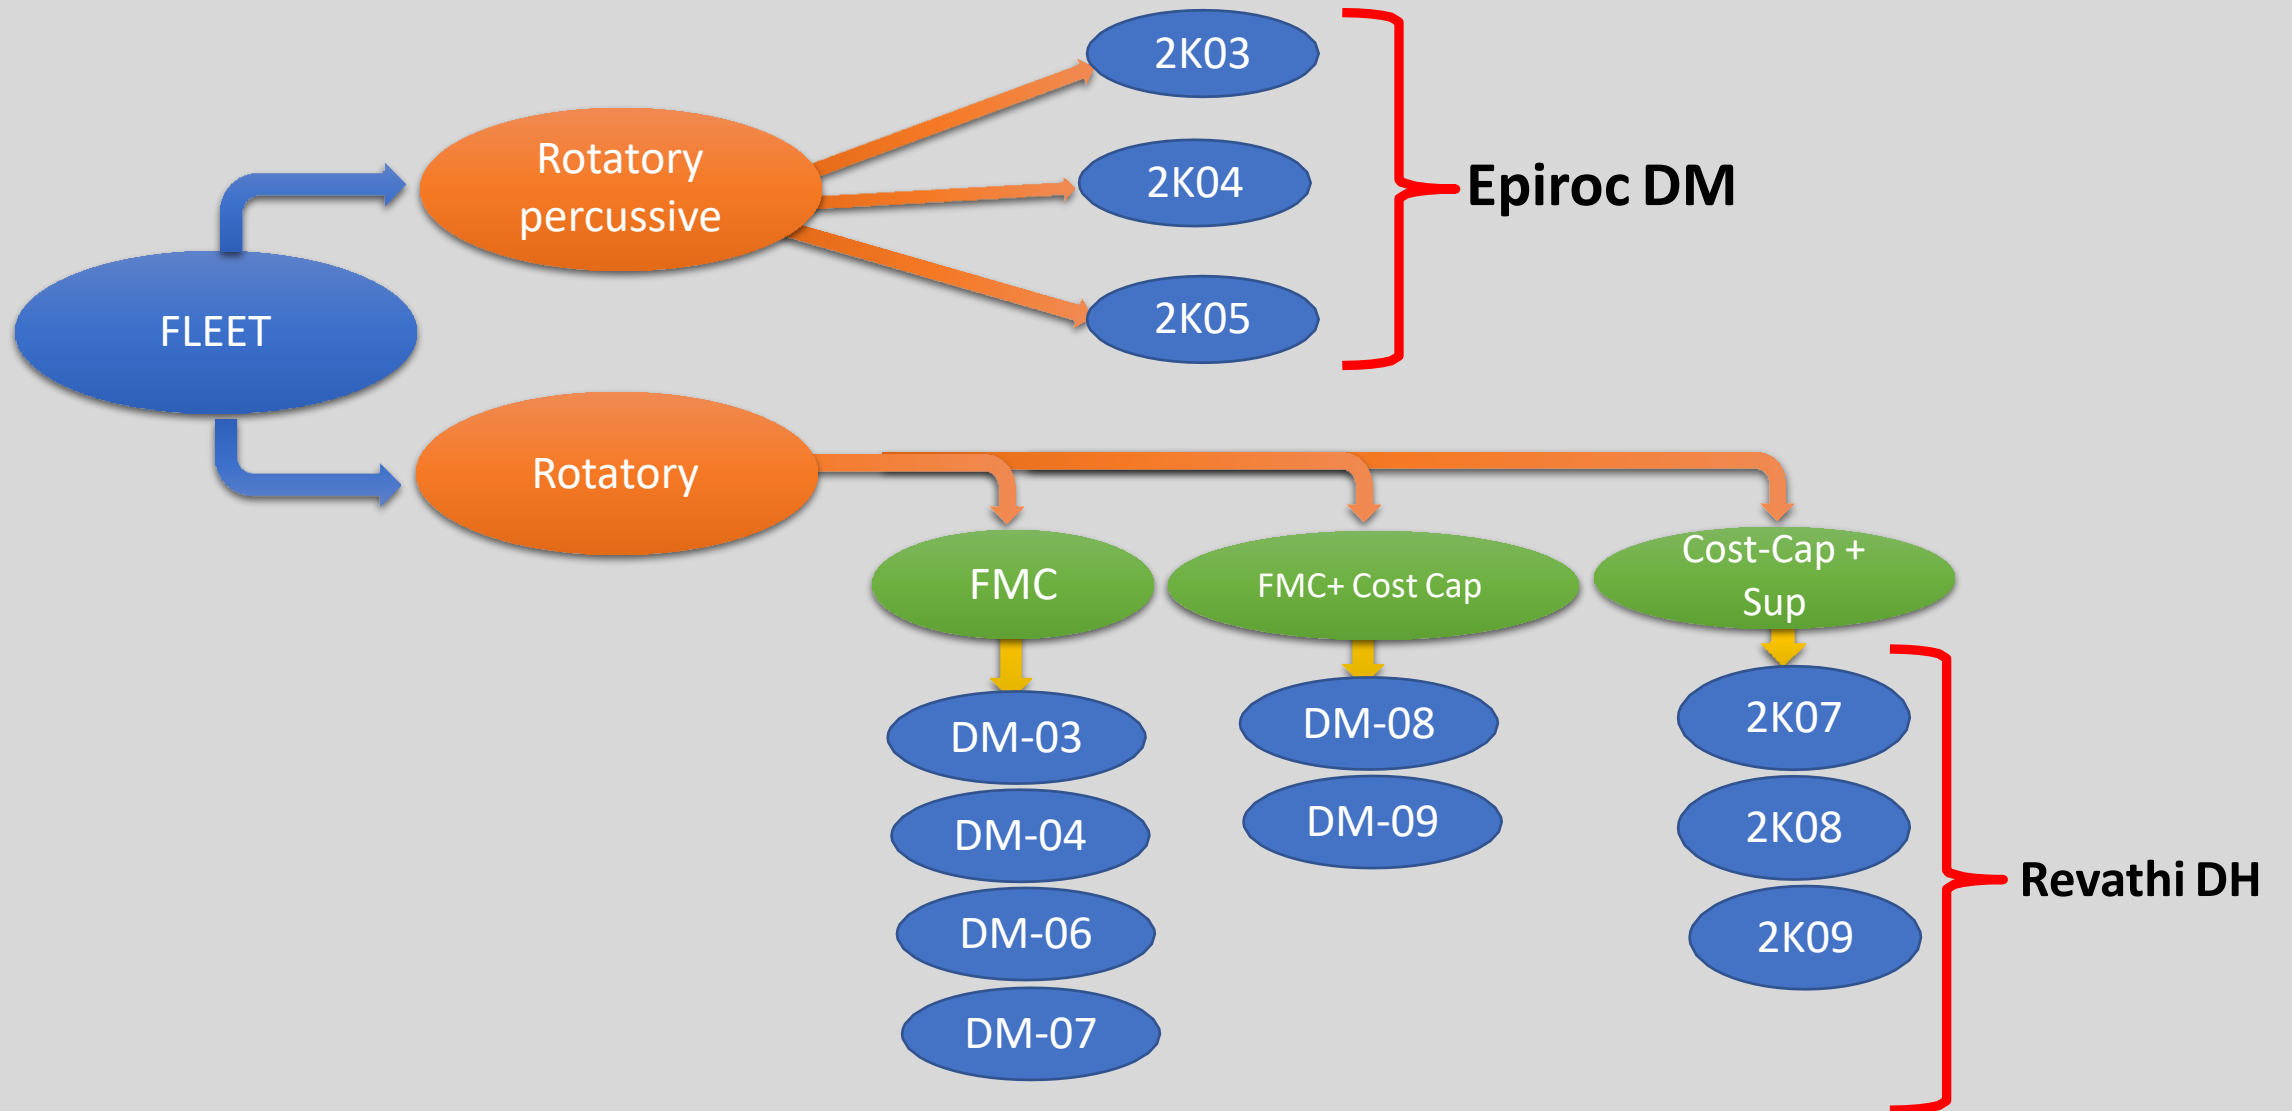 2K03
Rotatory
percussive
2K04
Epiroc DM
FLEET
2K05
Rotatory
FMC
FMC+ Cost Cap
Cost-Cap +
Sup
DM-03
DM-04
DM-06
DM-07
DM-08
DM-09
2K07
2K08
2K09
Revathi DH